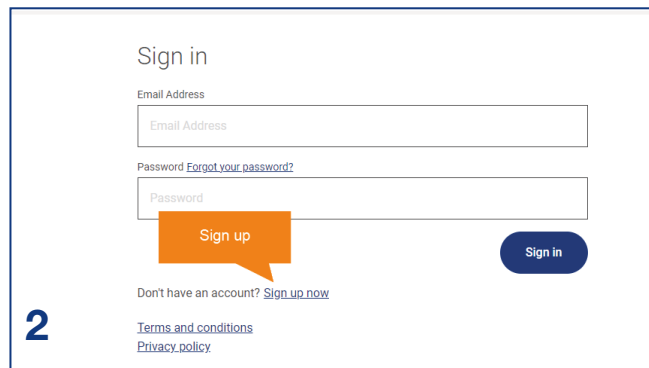 Sign in
Email Address
Email Address
Password Forgot your password?
Password
Sign up
Sign in
Don't have an account? Sign up now
2
Terms and conditions
Privacy policy